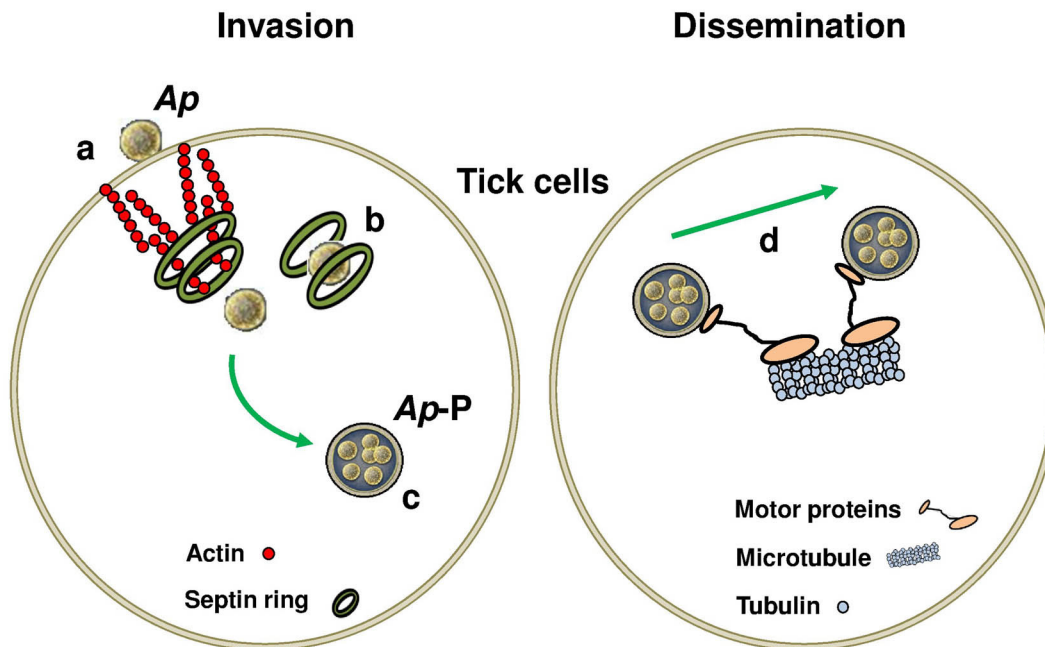 Invasion
Dissemination
Ap
a
Tick cells
b
d
Ap-P
c
Actin
Septin ring
Motor proteins
Microtubule
Tubulin